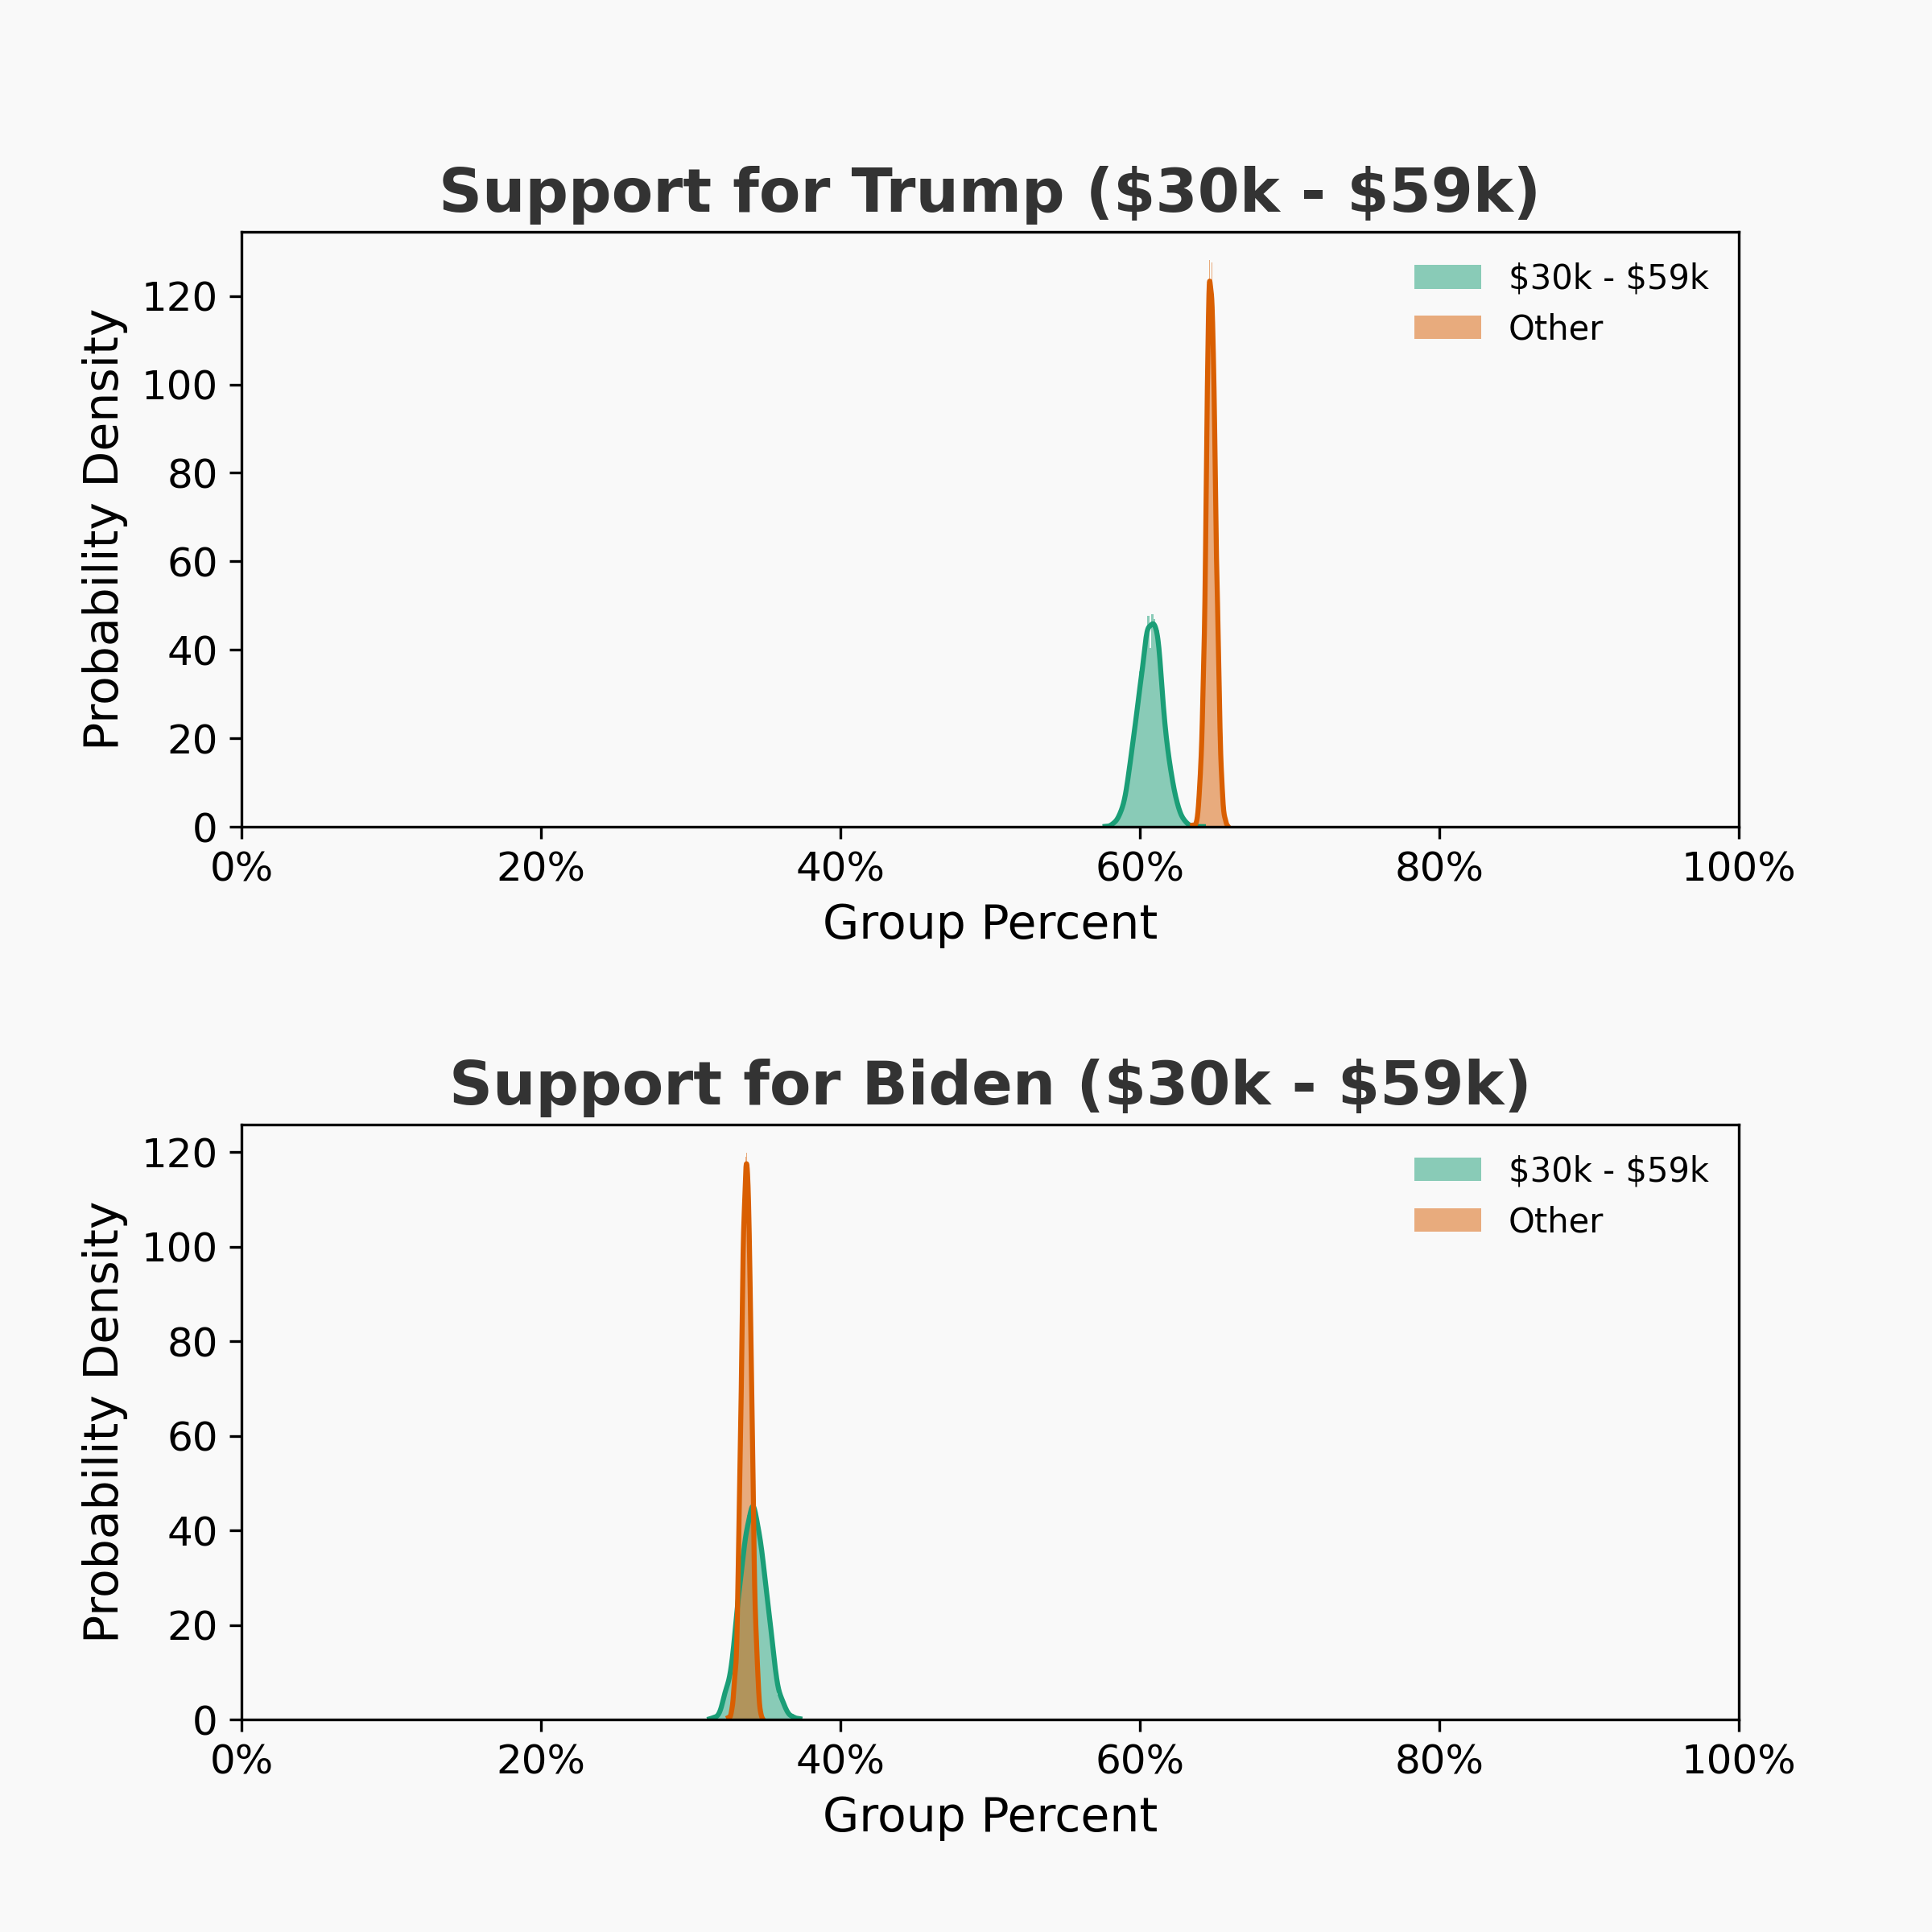 Support for Trump ($30k - $59k)
$30k - $59k
Other
120
100
80
60
40
20
0
Probability Density
0% 20% 40% 60% 80% 100%
Group Percent
Support for Biden ($30k - $59k)
$30k - $59k
Other
120
100
80
60
40
20
0
Probability Density
0% 20% 40% 60% 80% 100%
Group Percent